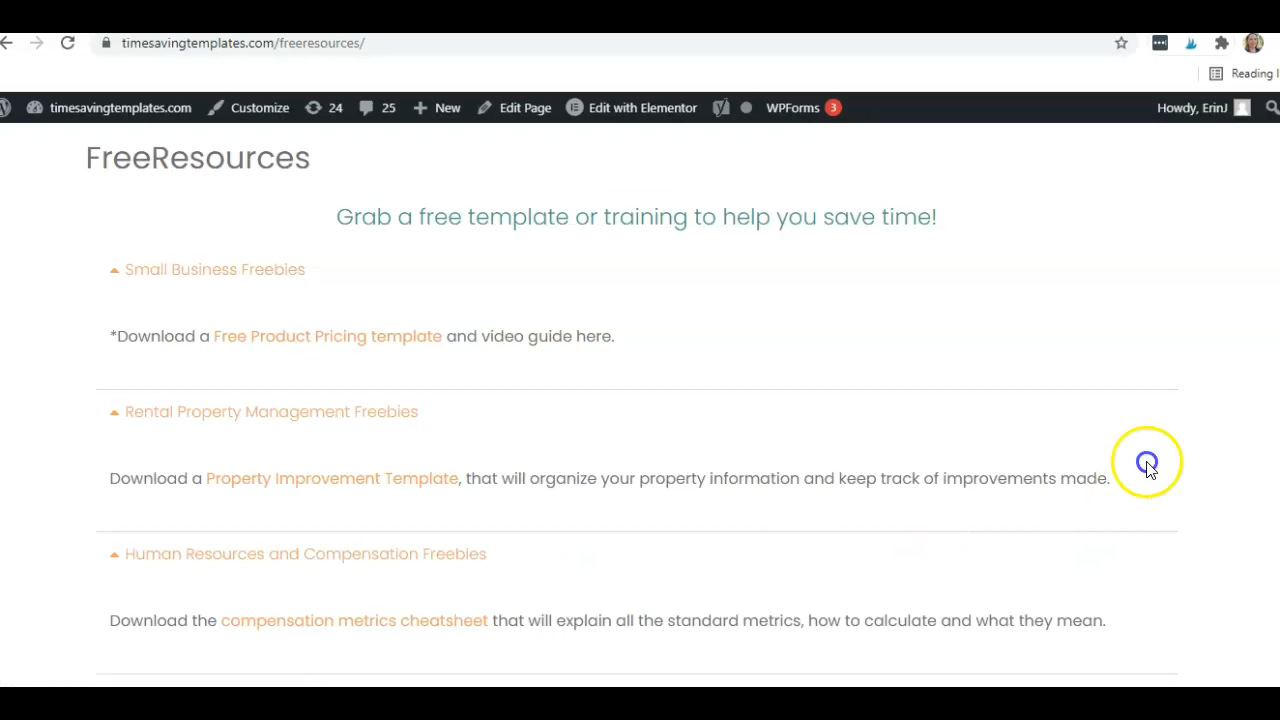 timesavingtemplates.com/freeresources/
Reading l
timesavingtemplates.com Customize 24 25 New Edit Page Edit with Elementor WPForms 3 Howdy, ErinJ
FreeResources
Grab a free template or training to help you save time!
Small Business Freebies
*Download a Free Product Pricing template and video guide here.
Rental Property Management Freebies
Download a Property Improvement Template, that will organize your property information and keep track of improvements made.
Human Resources and Compensation Freebies
Download the compensation metrics cheatsheet that will explain all the standard metrics, how to calculate and what they mean.